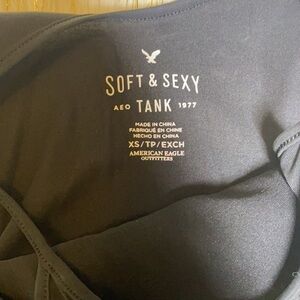 SOFT & SEXY
AEO TANK 1977
MADE IN CHINA
FABRIQUÉ EN CHINE
HECHO EN CHINA
XS/TP/EXCH
AMERICAN EAGLE
OUTFITTERS